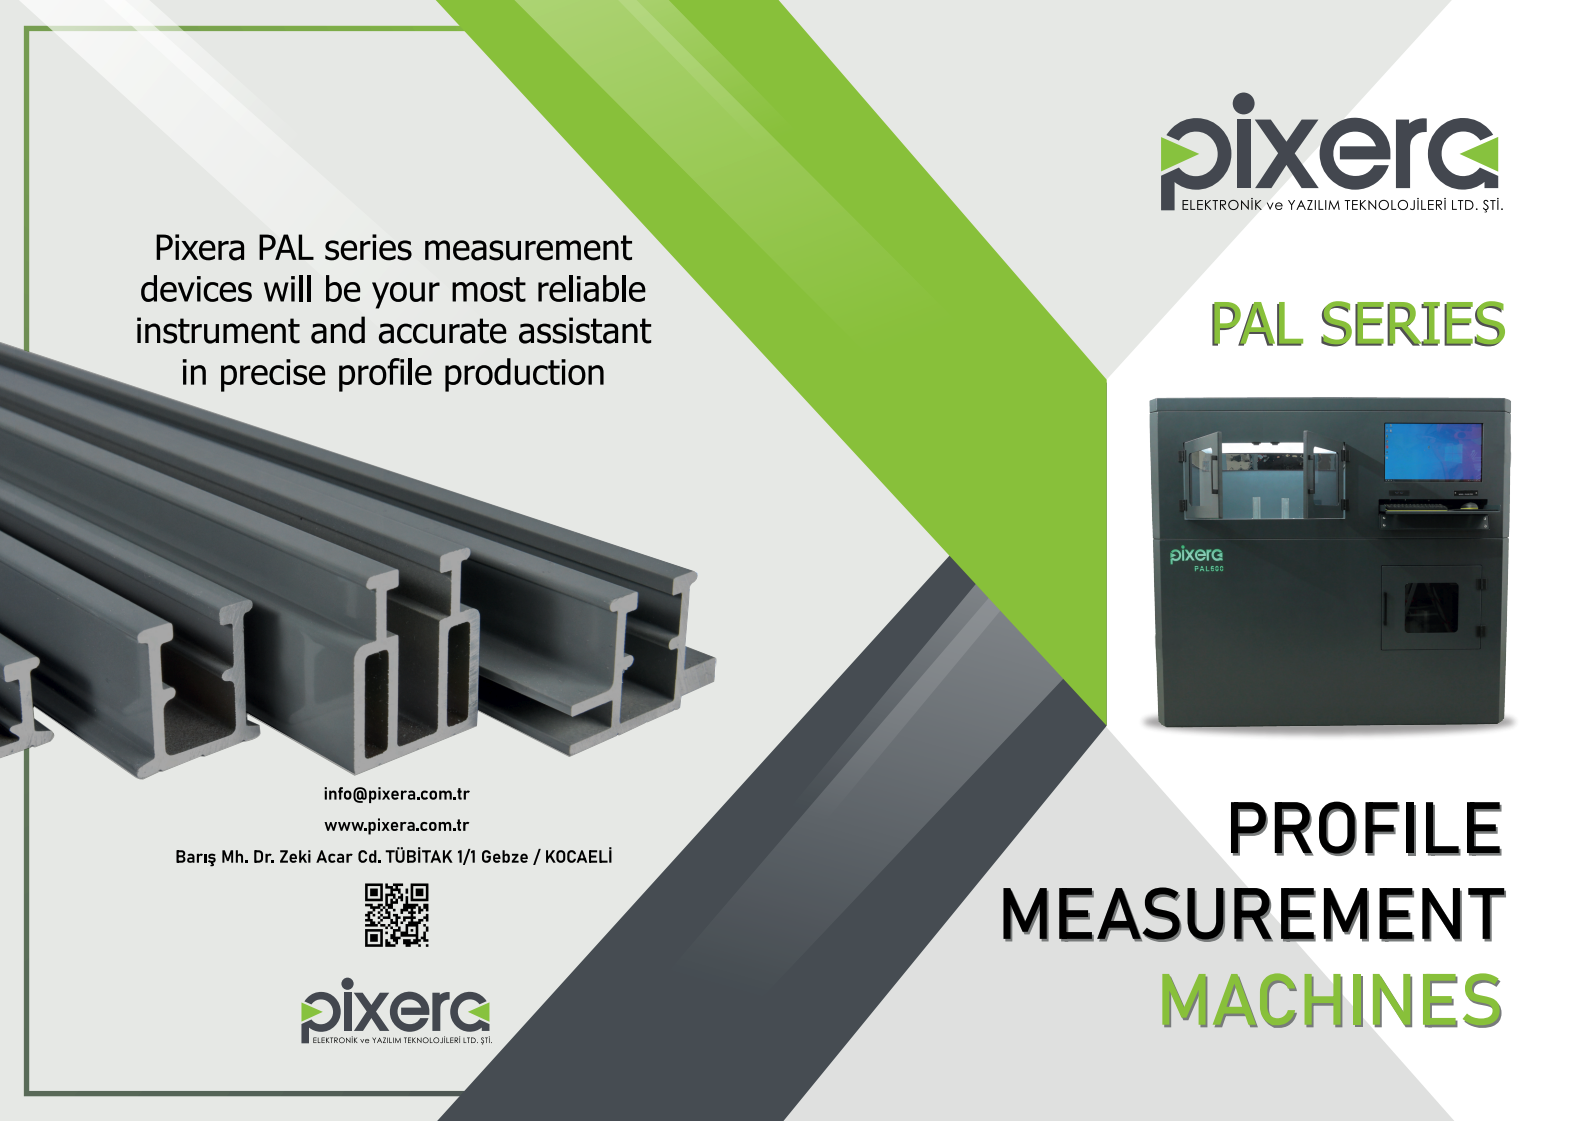 Pixera PAL series measurement
devices will be your most reliable
instrument and accurate assistant
in precise profile production
info@pixera.com.tr
www.pixera.com.tr
Barış Mh. Dr. Zeki Acar Cd. TÜBİTAK 1/1 Gebze / KOCAELİ
pixera
ELEKTRONİK ve YAZILIM TEKNOLOJİLERİ LTD. ŞTİ.
pixera
ELEKTRONİK ve YAZILIM TEKNOLOJİLERİ LTD. ŞTİ.
PAL SERIES
pixera
PAL600
PROFILE
MEASUREMENT
MACHINES